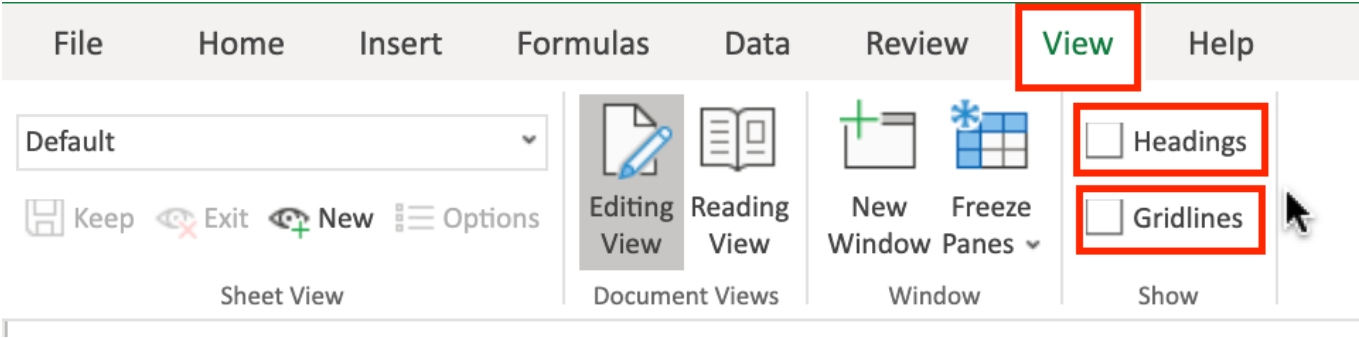 File Home Insert Formulas Data Review View Help
Default
Keep Exit New Options
Sheet View
Editing View
Reading View
Document Views
New Window
Freeze Panes
Window
Headings
Gridlines
Show